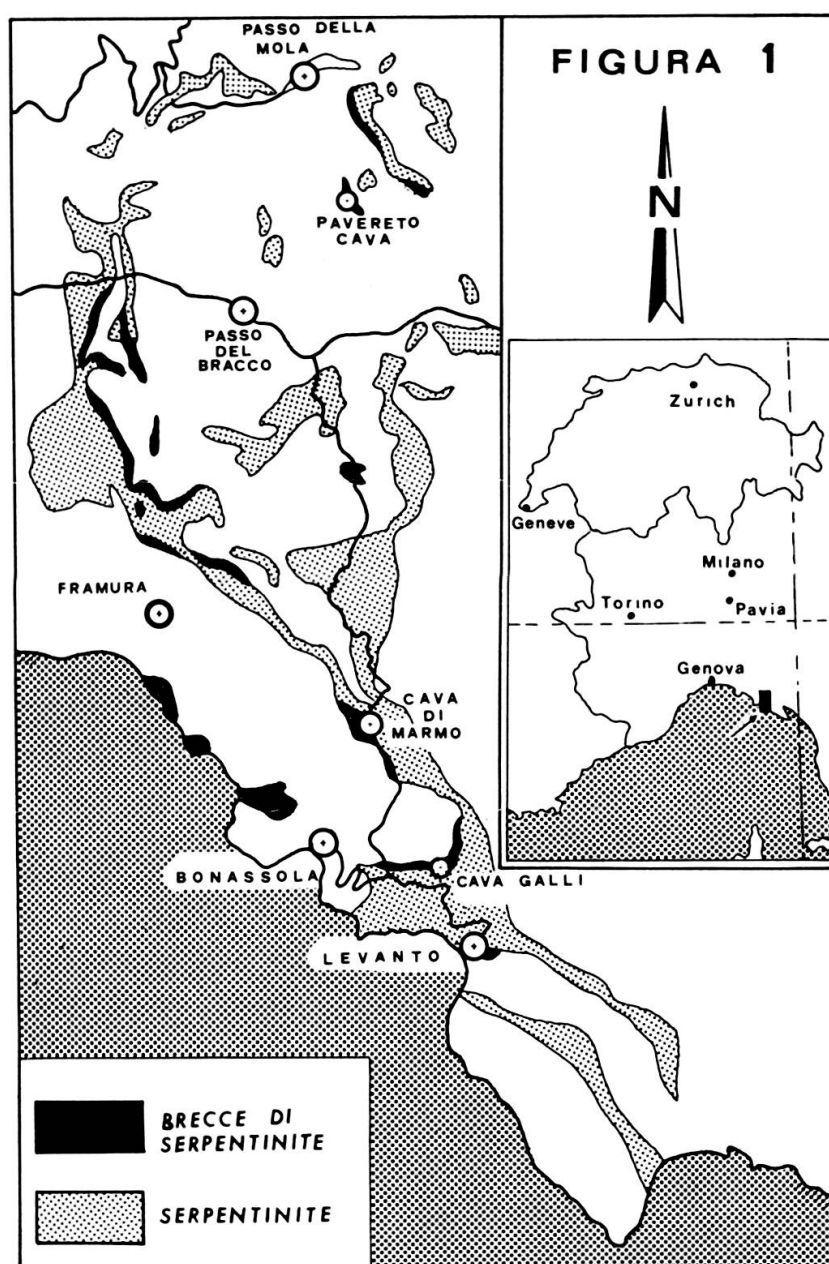 PASSO DELLA
MOLA
FIGURA 1
N
PAVERETO
CAVA
PASSO
DEL
BRACCO
Zurich
Geneve
Milano
Torino
Pavia
Genova
FRAMURA
CAVA
DI
MARMO
BONASSOLA
CAVA GALLI
LEVANTO
BRECCE DI
SERPENTINITE
SERPENTINITE